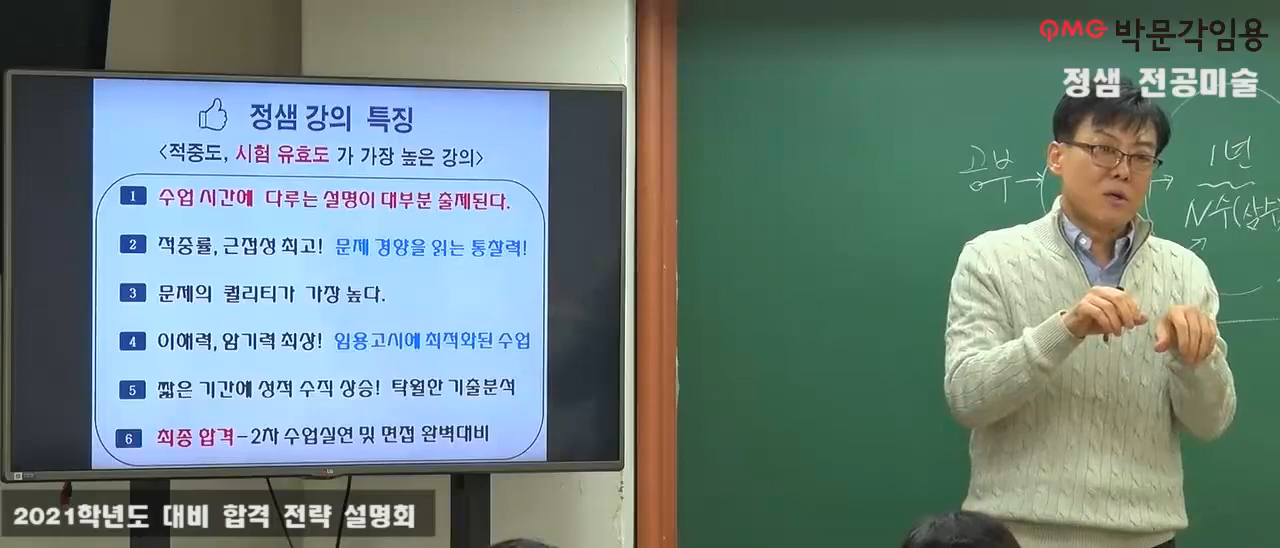 PMG 박문각임용
정샘 전공미술
정샘 강의 특징
<적중도, 시험 유효도 가 가장 높은 강의>
1 수업 시간에 다루는 설명이 대부분 출제된다.
2 적중률, 근접성 최고! 문제 경향을 읽는 통찰력!
3 문제의 퀄리티가 가장 높다.
4 이해력, 암기력 최상! 임용고시에 최적화된 수업
5 짧은 기간에 성적 수직 상승! 탁월한 기출분석
6 최종 합격-2차 수업실연 및 면접 완벽대비
LG
공부 → → 1년
N수(삼수
2021학년도 대비 합격 전략 설명회